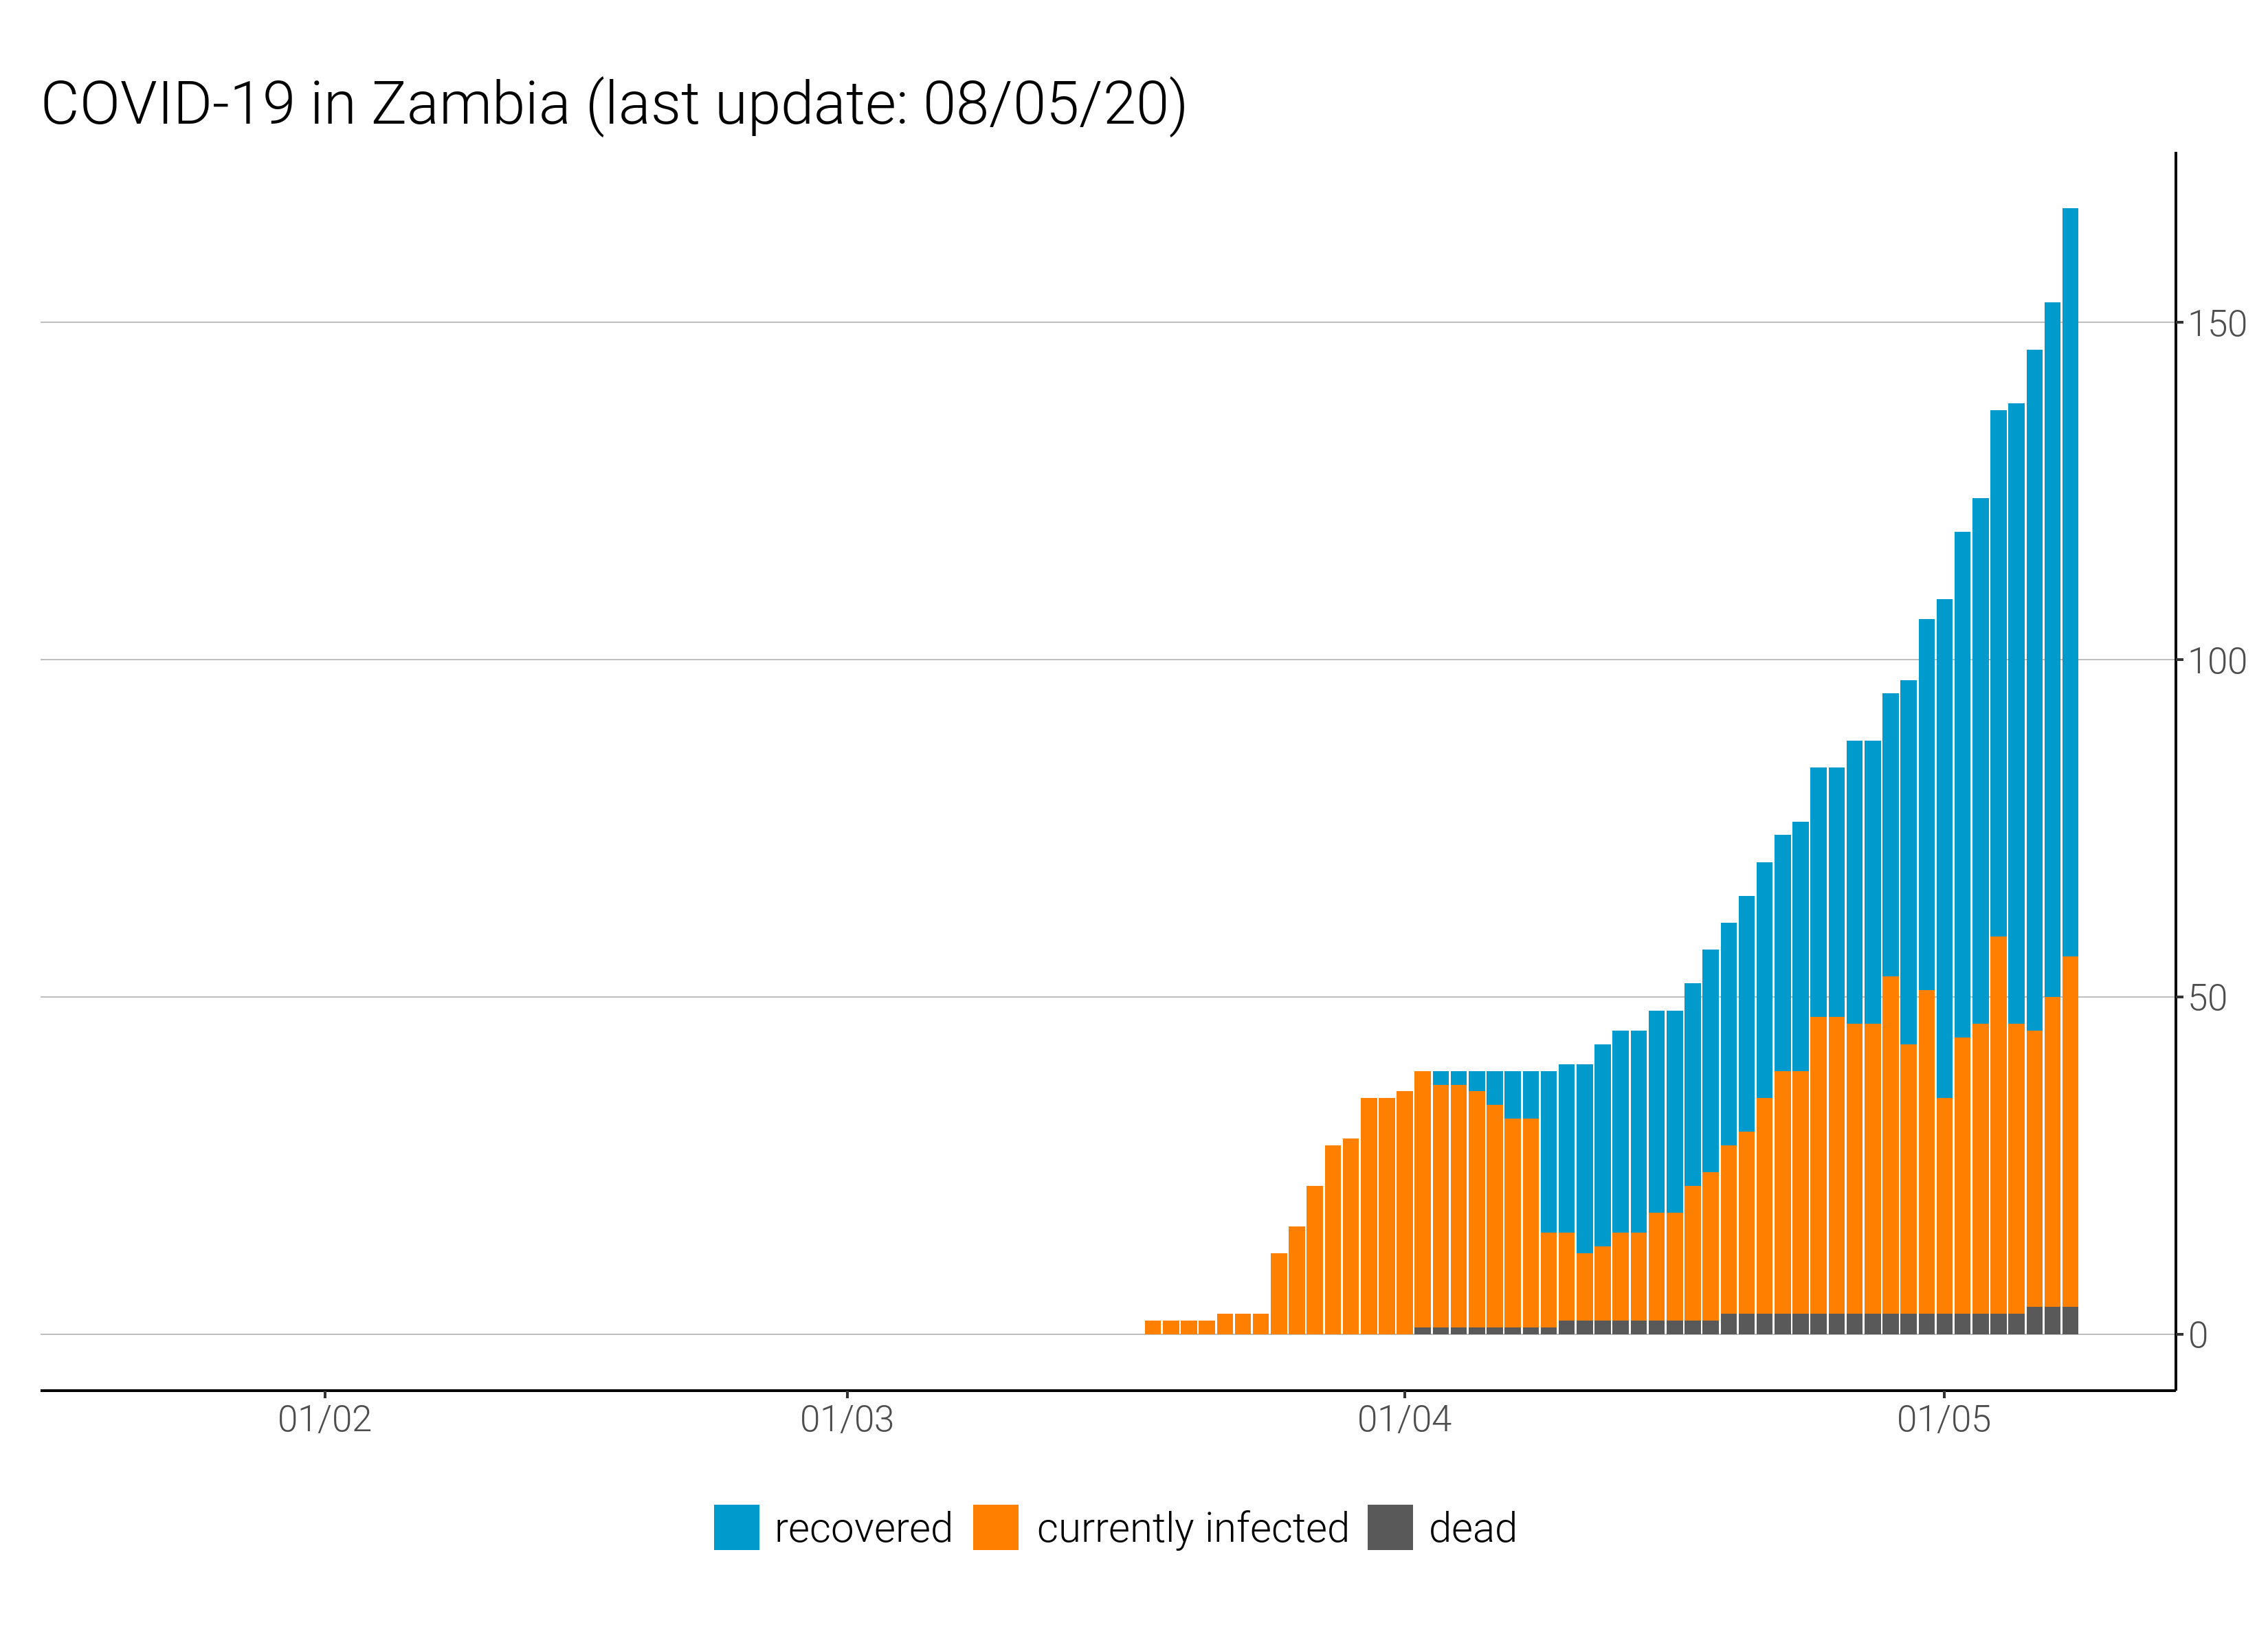 COVID-19 in Zambia (last update: 08/05/20)
150
100
50
0
01/02 01/03 01/04 01/05
recovered currently infected dead